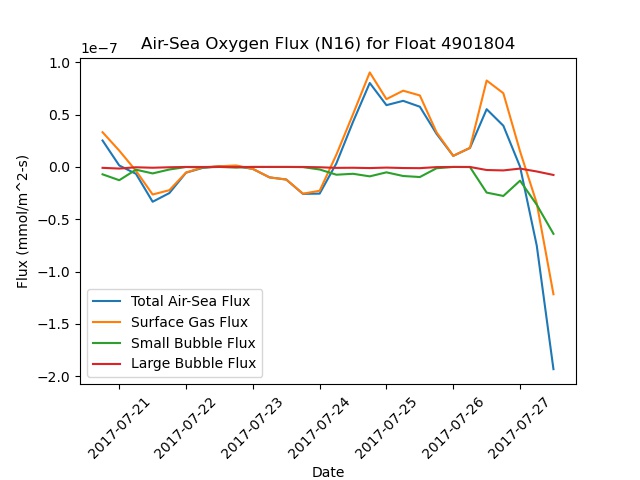 Air-Sea Oxygen Flux (N16) for Float 4901804
1e−7
1.0
0.5
0.0
−0.5
−1.0
−1.5
−2.0
Flux (mmol/m^2-s)
Total Air-Sea Flux
Surface Gas Flux
Small Bubble Flux
Large Bubble Flux
2017-07-21
2017-07-22
2017-07-23
2017-07-24
2017-07-25
2017-07-26
2017-07-27
Date